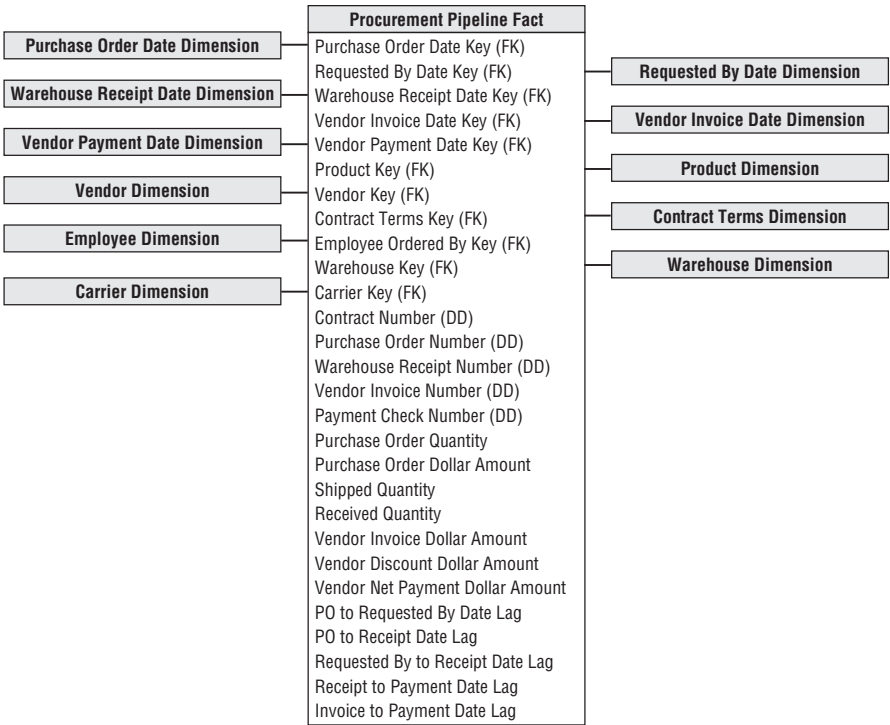 Procurement Pipeline Fact
Purchase Order Date Dimension
Purchase Order Date Key (FK)
Requested By Date Key (FK)
Requested By Date Dimension
Warehouse Receipt Date Dimension
Warehouse Receipt Date Key (FK)
Vendor Invoice Date Key (FK)
Vendor Invoice Date Dimension
Vendor Payment Date Dimension
Vendor Payment Date Key (FK)
Product Key (FK)
Product Dimension
Vendor Dimension
Vendor Key (FK)
Contract Terms Key (FK)
Contract Terms Dimension
Employee Dimension
Employee Ordered By Key (FK)
Warehouse Key (FK)
Warehouse Dimension
Carrier Dimension
Carrier Key (FK)
Contract Number (DD)
Purchase Order Number (DD)
Warehouse Receipt Number (DD)
Vendor Invoice Number (DD)
Payment Check Number (DD)
Purchase Order Quantity
Purchase Order Dollar Amount
Shipped Quantity
Received Quantity
Vendor Invoice Dollar Amount
Vendor Discount Dollar Amount
Vendor Net Payment Dollar Amount
PO to Requested By Date Lag
PO to Receipt Date Lag
Requested By to Receipt Date Lag
Receipt to Payment Date Lag
Invoice to Payment Date Lag